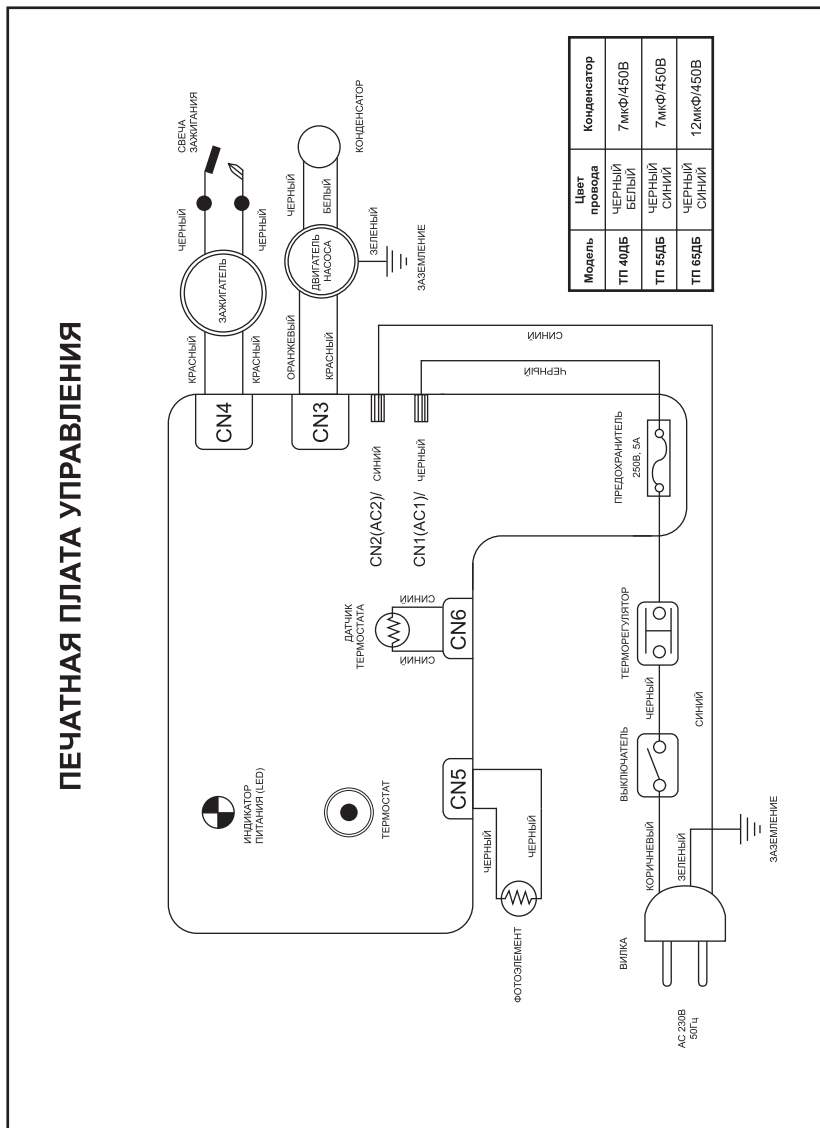 ПЕЧАТНАЯ ПЛАТА УПРАВЛЕНИЯ
ИНДИКАТОР
ПИТАНИЯ (LED)
ТЕРМОСТАТ
ДАТЧИК
ТЕРМОСТАТА
СИНИЙ
СИНИЙ
CN6
CN5
ЧЕРНЫЙ
ЧЕРНЫЙ
ФОТОЭЛЕМЕНТ
CN4
КРАСНЫЙ
КРАСНЫЙ
ЗАЖИГАТЕЛЬ
ЧЕРНЫЙ
ЧЕРНЫЙ
СВЕЧА
ЗАЖИГАНИЯ
CN3
ОРАНЖЕВЫЙ
КРАСНЫЙ
ДВИГАТЕЛЬ
НАСОСА
ЧЕРНЫЙ
БЕЛЫЙ
КОНДЕНСАТОР
ЗЕЛЕНЫЙ
ЗАЗЕМЛЕНИЕ
CN2(AC2)/ СИНИЙ
CN1(AC1)/ ЧЕРНЫЙ
СИНИЙ
ЧЕРНЫЙ
ПРЕДОХРАНИТЕЛЬ
250В, 5А
ТЕРМОРЕГУЛЯТОР
ЧЕРНЫЙ
ВЫКЛЮЧАТЕЛЬ
КОРИЧНЕВЫЙ
ЗЕЛЕНЫЙ
СИНИЙ
ЗАЗЕМЛЕНИЕ
ВИЛКА
AC 230В
50Гц
Модель Цвет провода Конденсатор
ТП 40ДБ ЧЕРНЫЙ БЕЛЫЙ 7мкФ/450В
ТП 55ДБ ЧЕРНЫЙ СИНИЙ 7мкФ/450В
ТП 65ДБ ЧЕРНЫЙ СИНИЙ 12мкФ/450В